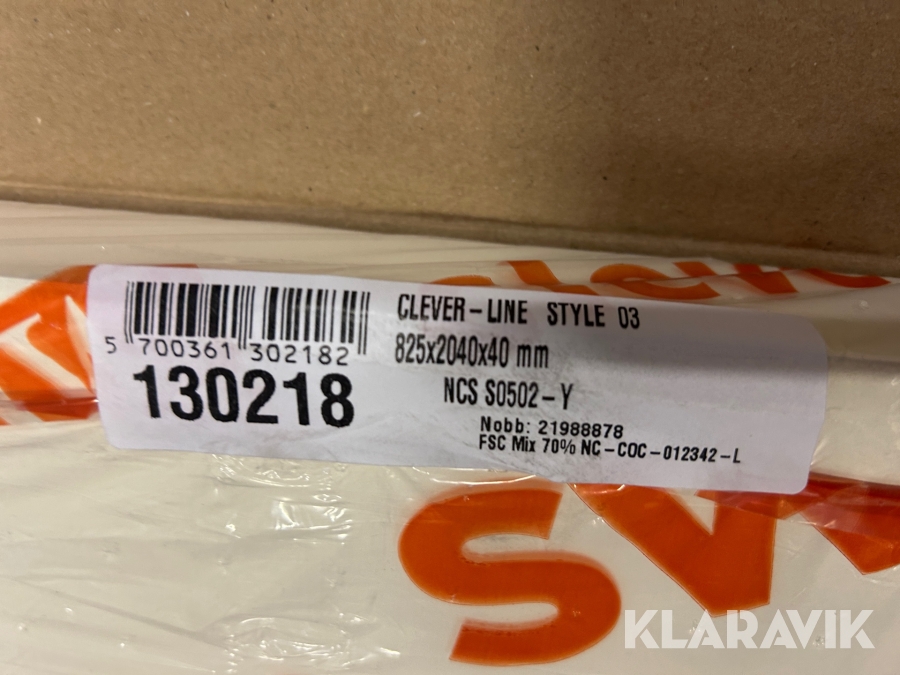 CLEVER-LINE STYLE 03
825x2040x40 mm
NCS S0502-Y
Nobb: 21988878
FSC Mix 70% NC-COC-012342-L
5 700361 302182
130218
KLARAVIK